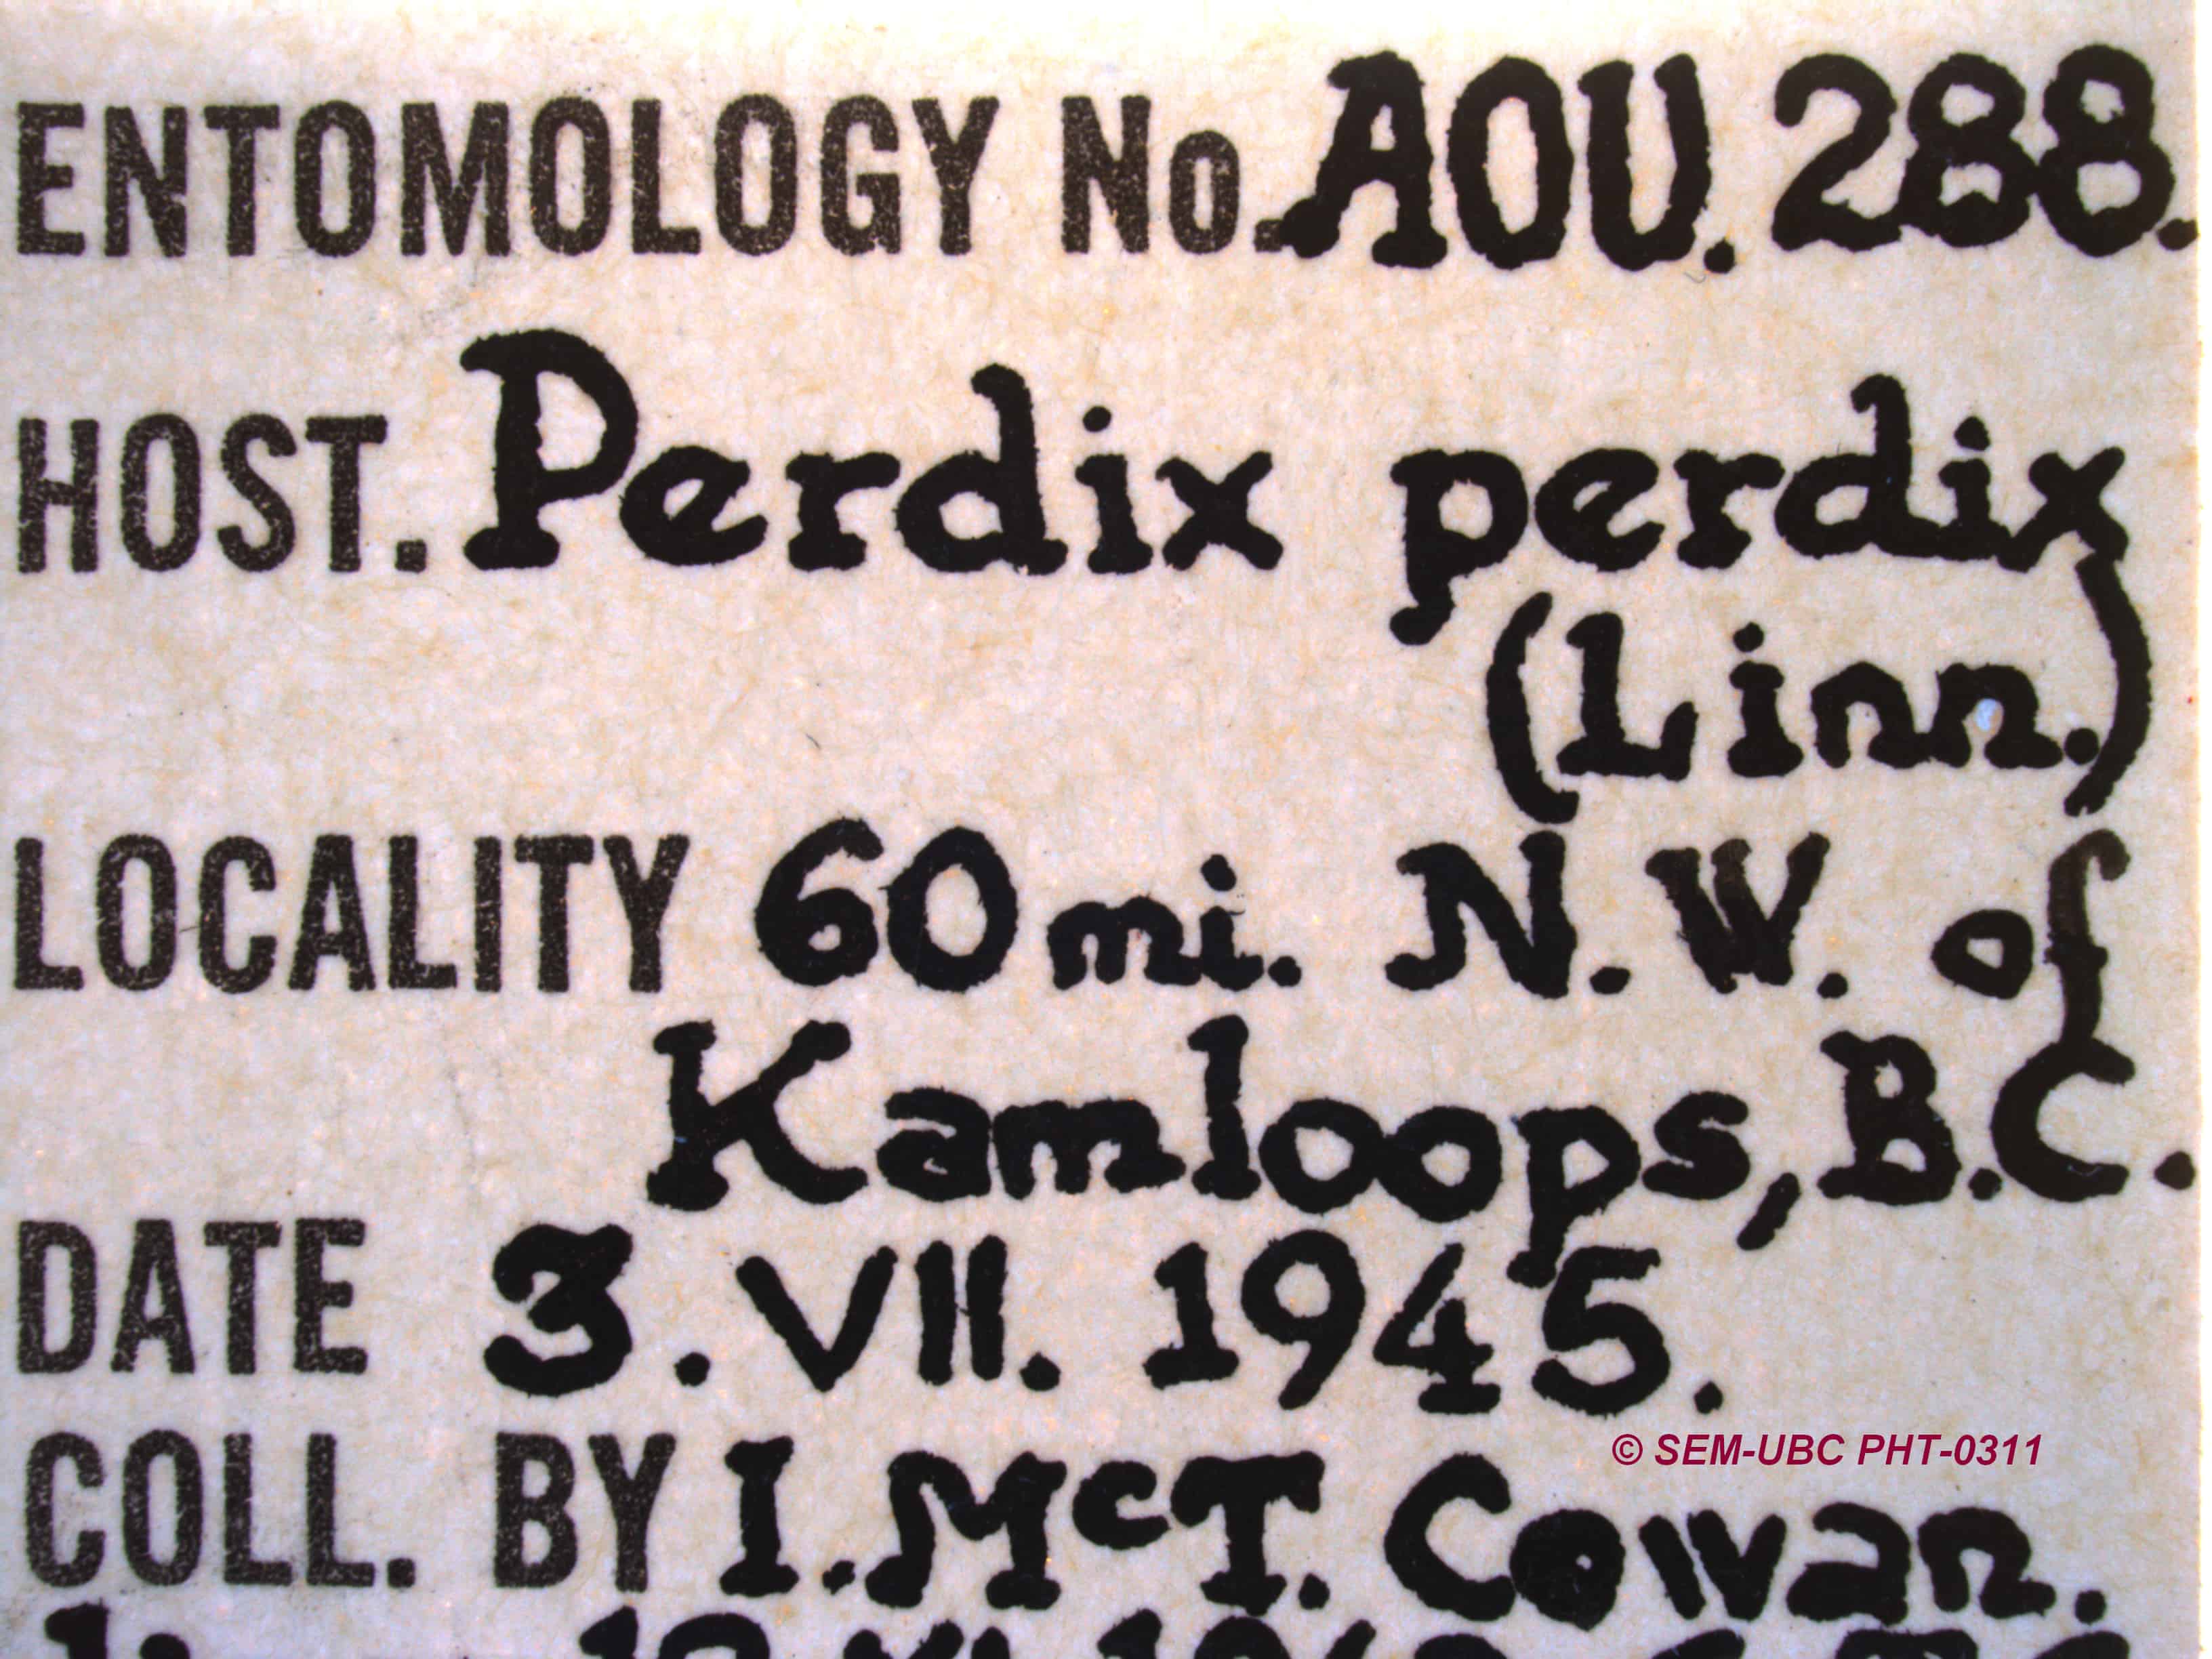 ENTOMOLOGY No. AOU. 288.
HOST. Perdix perdix
(Linn.)
LOCALITY 60 mi. N.W. of
Kamloops, B.C.
DATE 3. VII. 1945.
© SEM-UBC PHT-0311
COLL. BY I. McT. Cowan.